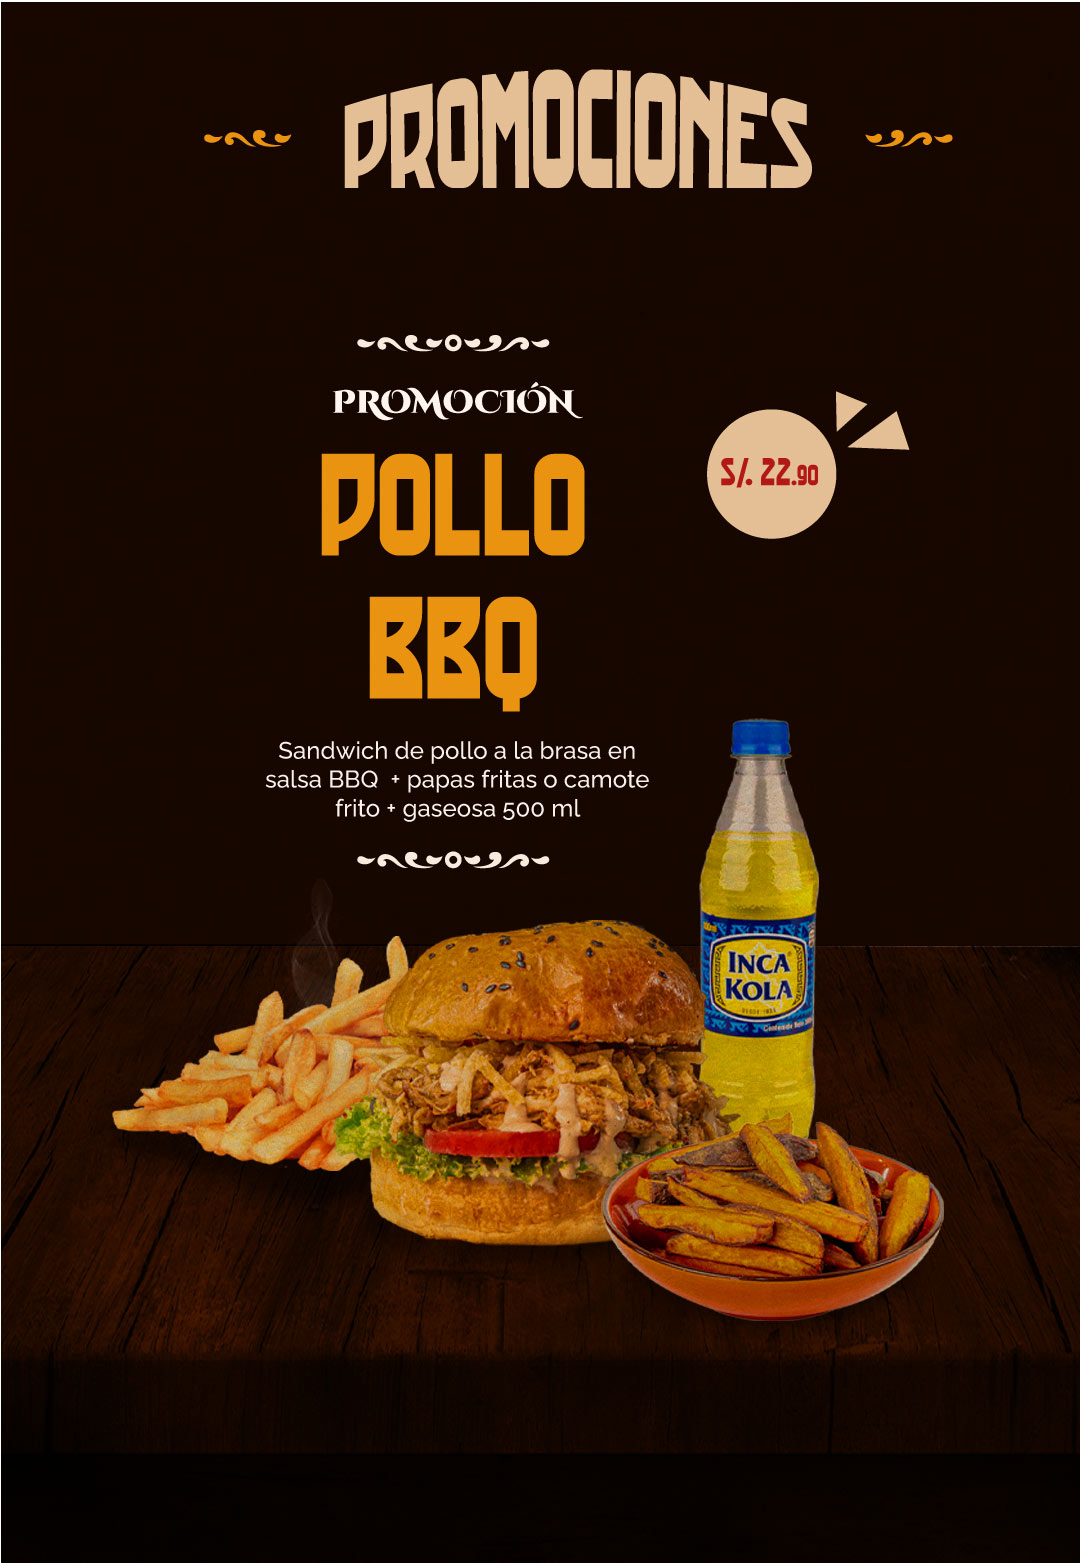 PROMOCIONES
PROMOCIÓN
POLLO
BBQ
S/. 22.90
Sandwich de pollo a la brasa en
salsa BBQ + papas fritas o camote
frito + gaseosa 500 ml
INCA
KOLA